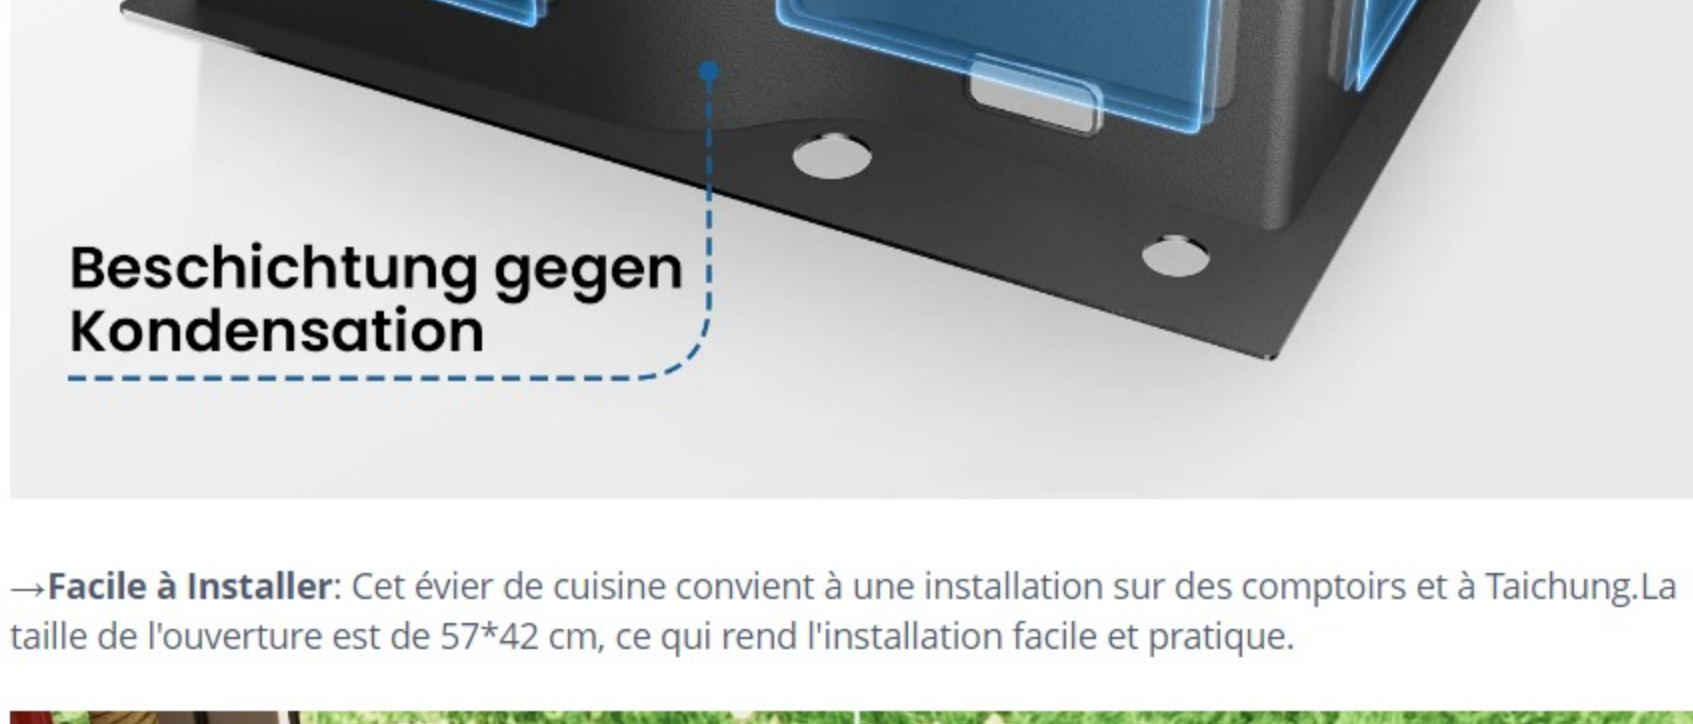 Beschichtung gegen
Kondensation
→Facile à Installer: Cet évier de cuisine convient à une installation sur des comptoirs et à Taichung.La
taille de l'ouverture est de 57*42 cm, ce qui rend l'installation facile et pratique.